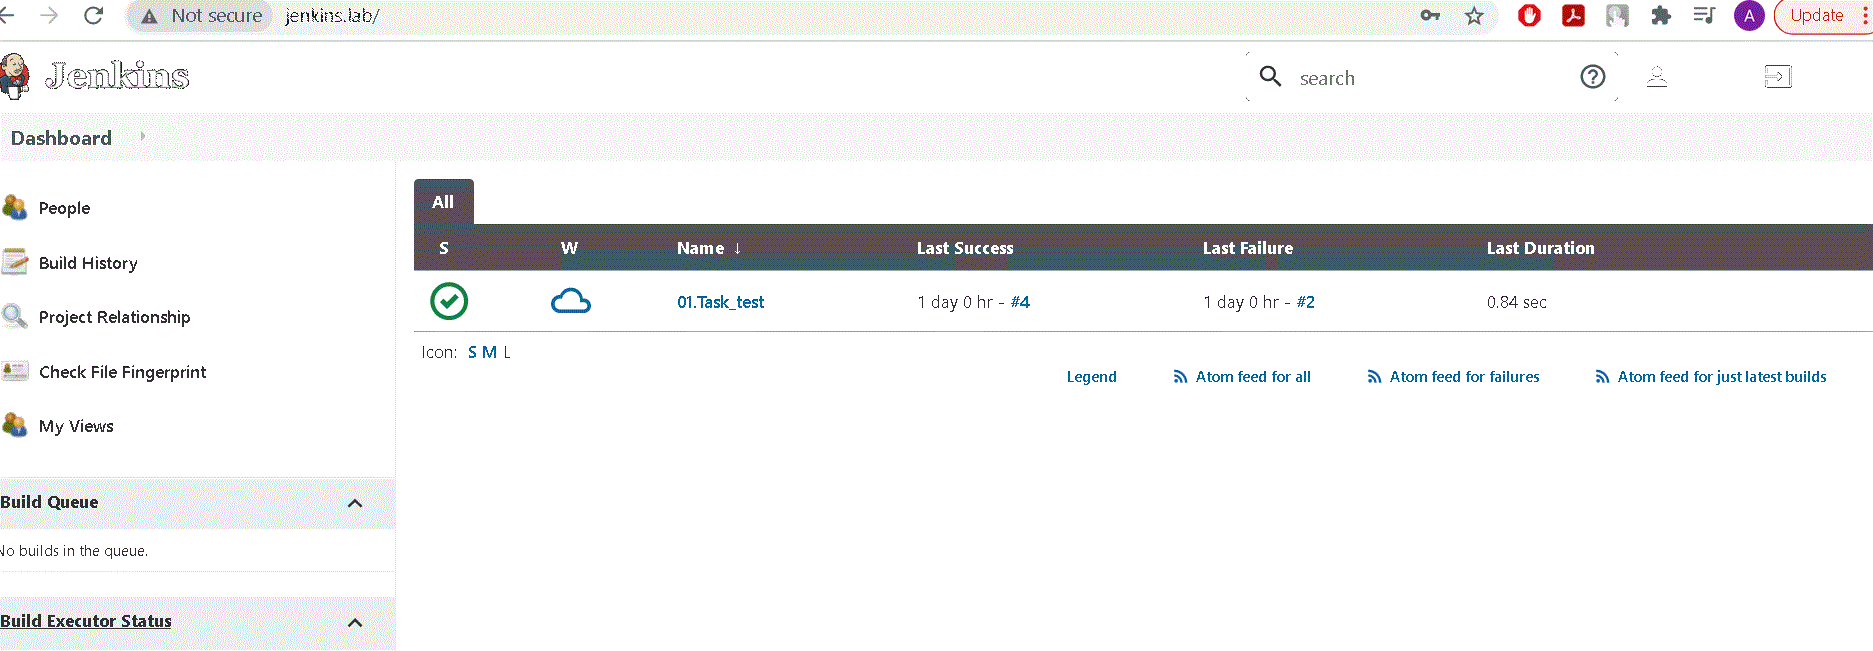 Not secure jenkins.lab/ A Update
Jenkins search
Dashboard
People
Build History
Project Relationship
Check File Fingerprint
My Views
Build Queue
No builds in the queue.
Build Executor Status
All
S W Name ↓ Last Success Last Failure Last Duration
01.Task_test 1 day 0 hr - #4 1 day 0 hr - #2 0.84 sec
Icon: S M L
Legend Atom feed for all Atom feed for failures Atom feed for just latest builds